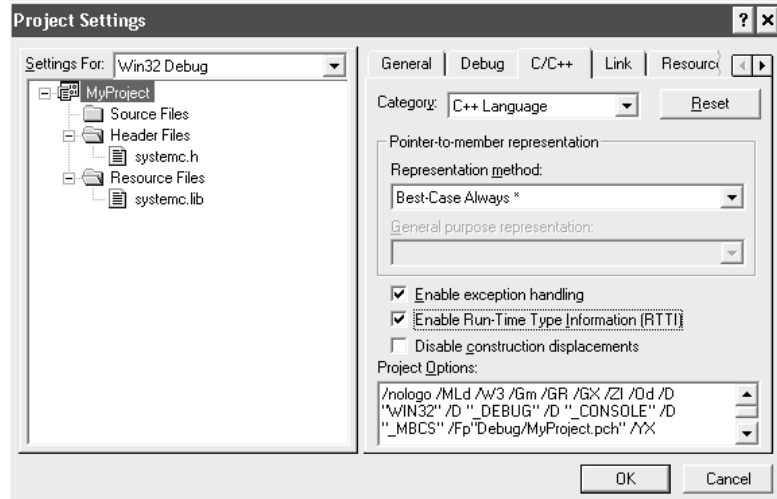 Project Settings
Settings For: Win32 Debug
MyProject
Source Files
Header Files
systemc.h
Resource Files
systemc.lib
General Debug C/C++ Link Resourc
Category: C++ Language Reset
Pointer-to-member representation
Representation method:
Best-Case Always *
General purpose representation:
Enable exception handling
Enable Run-Time Type Information (RTTI)
Disable construction displacements
Project Options:
/nologo /MLd /W3 /Gm /GR /GX /ZI /Od /D
"WIN32" /D "_DEBUG" /D "_CONSOLE" /D
"_MBCS" /Fp"Debug/MyProject.pch" /YX
OK Cancel